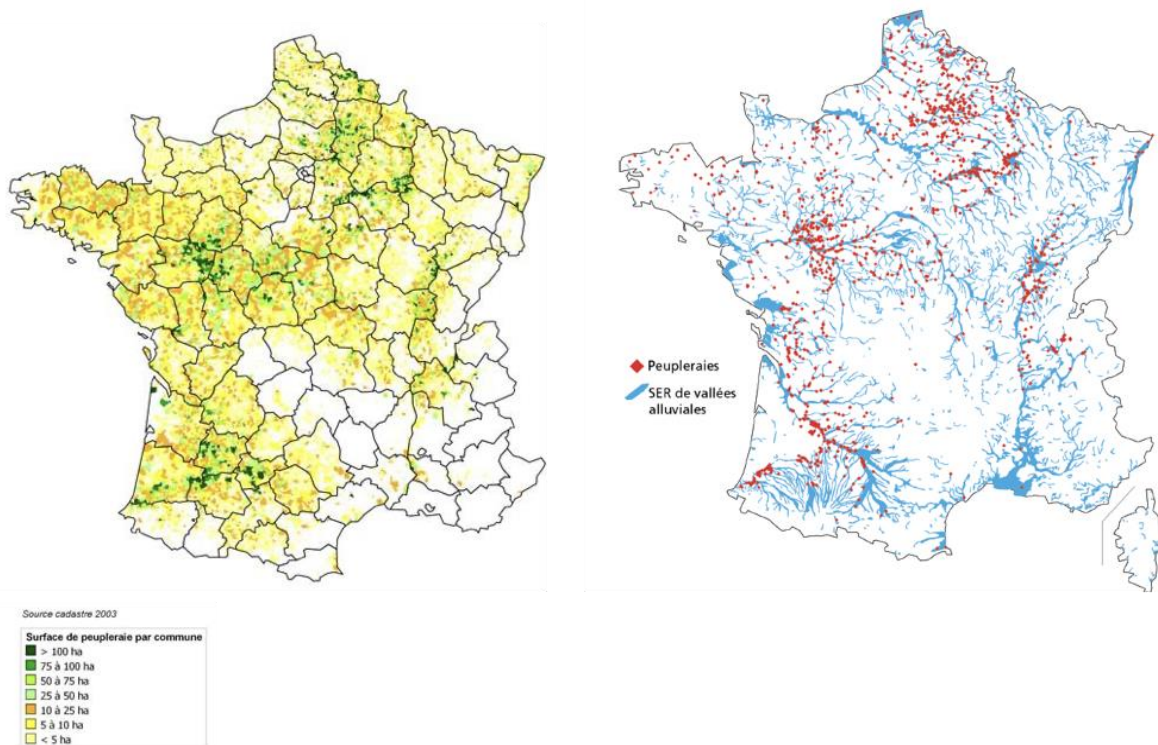 Peupleraies
SER de vallées
alluviales
Source cadastre 2003
Surface de peupleraie par commune
> 100 ha
75 à 100 ha
50 à 75 ha
25 à 50 ha
10 à 25 ha
5 à 10 ha
< 5 ha